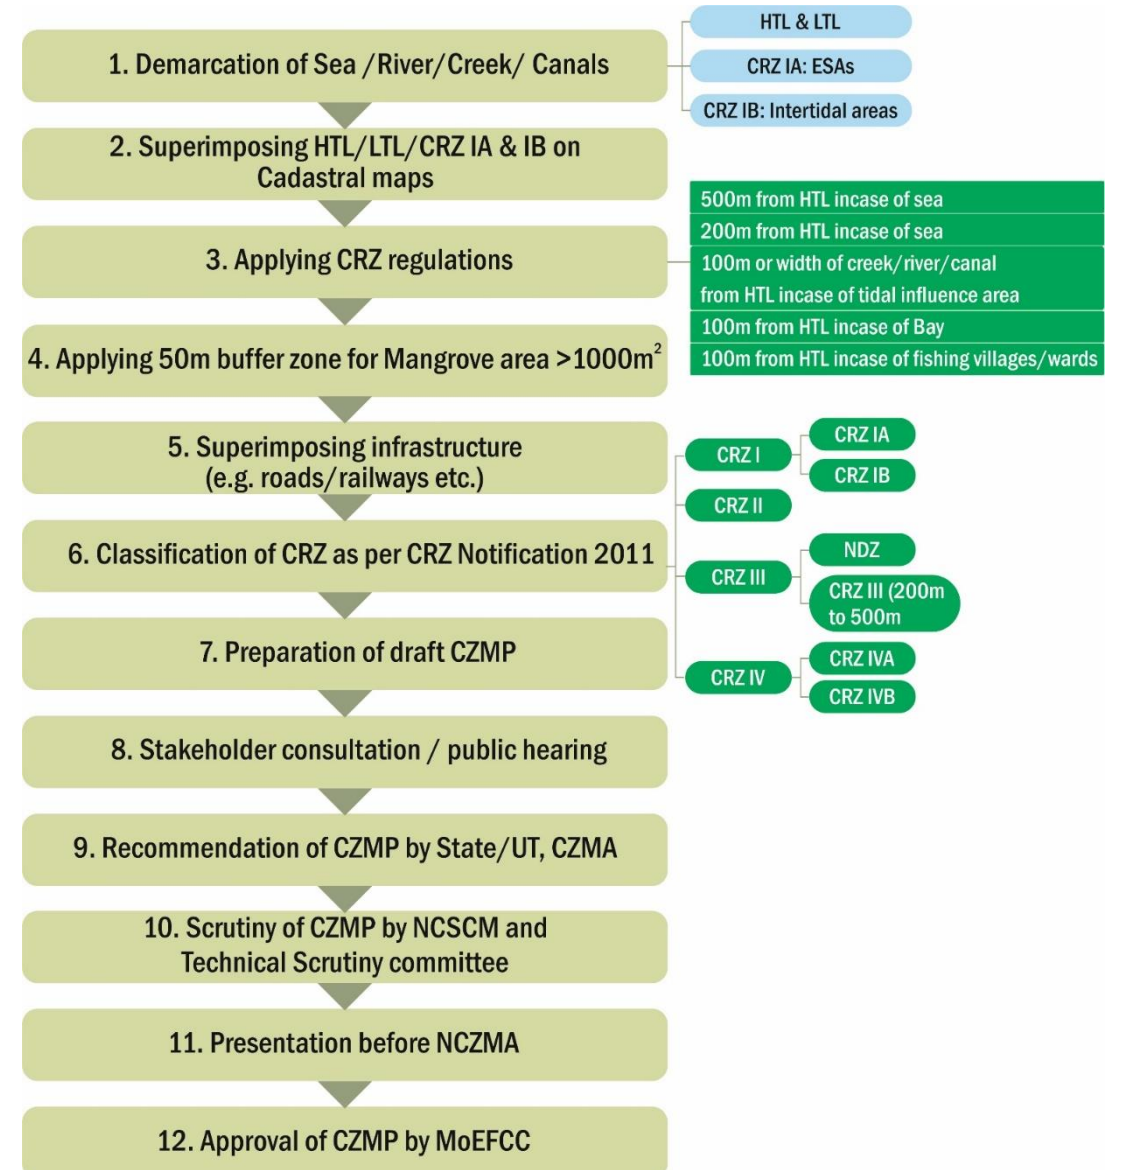 1. Demarcation of Sea /River/Creek/ Canals
HTL & LTL
CRZ IA: ESAs
CRZ IB: Intertidal areas
2. Superimposing HTL/LTL/CRZ IA & IB on
Cadastral maps
3. Applying CRZ regulations
500m from HTL incase of sea
200m from HTL incase of sea
100m or width of creek/river/canal
from HTL incase of tidal influence area
100m from HTL incase of Bay
100m from HTL incase of fishing villages/wards
4. Applying 50m buffer zone for Mangrove area >1000m²
5. Superimposing infrastructure
(e.g. roads/railways etc.)
6. Classification of CRZ as per CRZ Notification 2011
CRZ I
CRZ IA
CRZ IB
CRZ II
CRZ III
NDZ
CRZ III (200m
to 500m
CRZ IV
CRZ IVA
CRZ IVB
7. Preparation of draft CZMP
8. Stakeholder consultation / public hearing
9. Recommendation of CZMP by State/UT, CZMA
10. Scrutiny of CZMP by NCSCM and
Technical Scrutiny committee
11. Presentation before NCZMA
12. Approval of CZMP by MoEFCC